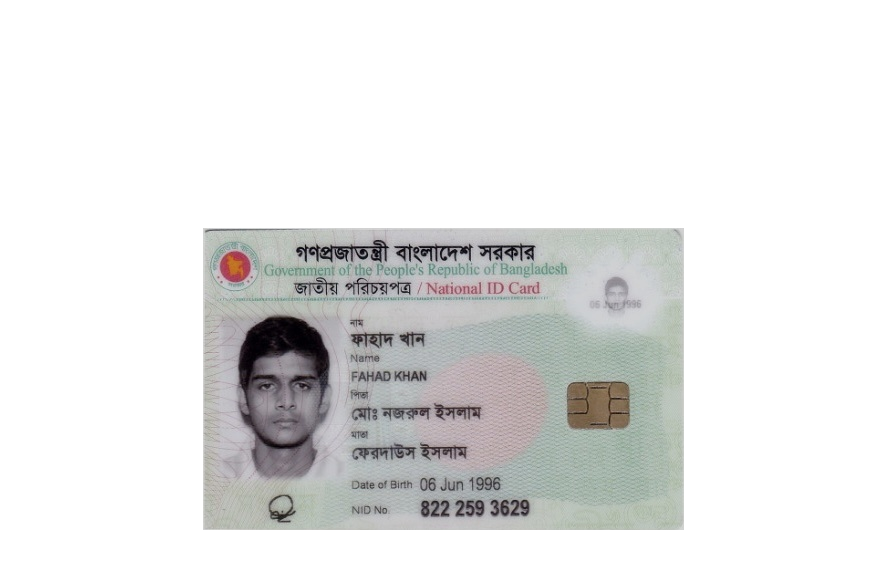 গণপ্রজাতন্ত্রী বাংলাদেশ সরকার
Government of the People's Republic of Bangladesh
জাতীয় পরিচয়পত্র / National ID Card
06 Jun 1996
নাম
ফাহাদ খান
Name
FAHAD KHAN
পিতা
মোঃ নজরুল ইসলাম
মাতা
ফেরদাউস ইসলাম
Date of Birth 06 Jun 1996
NID No. 822 259 3629